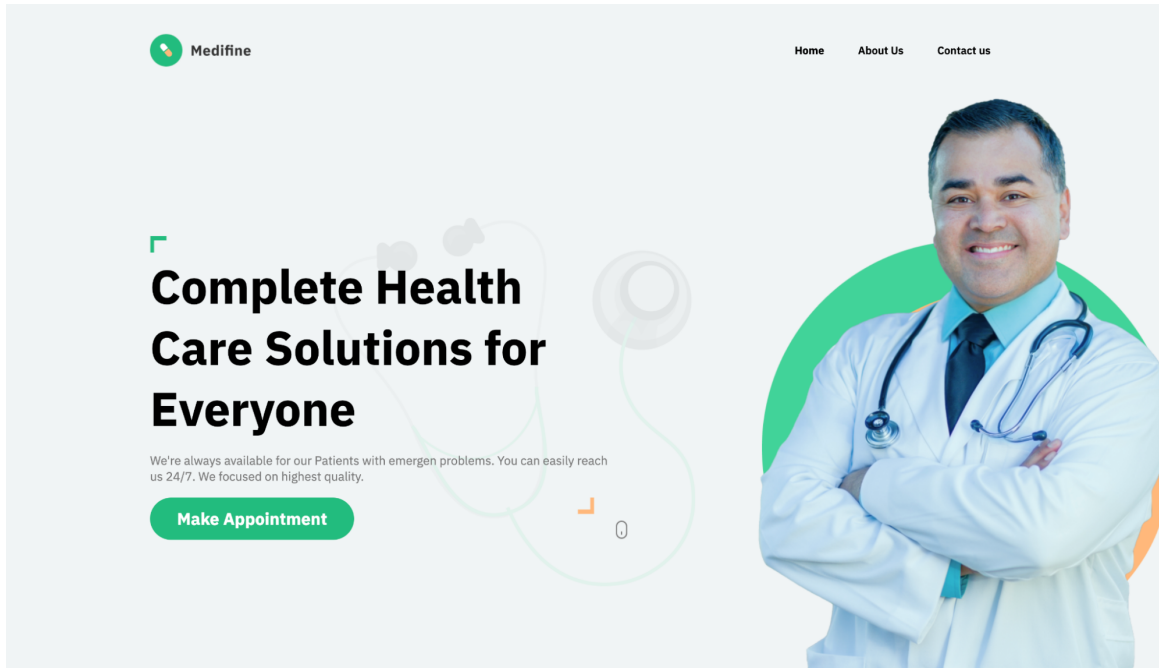 Medifine
Home
About Us
Contact us
Complete Health
Care Solutions for
Everyone
We're always available for our Patients with emergen problems. You can easily reach
us 24/7. We focused on highest quality.
Make Appointment